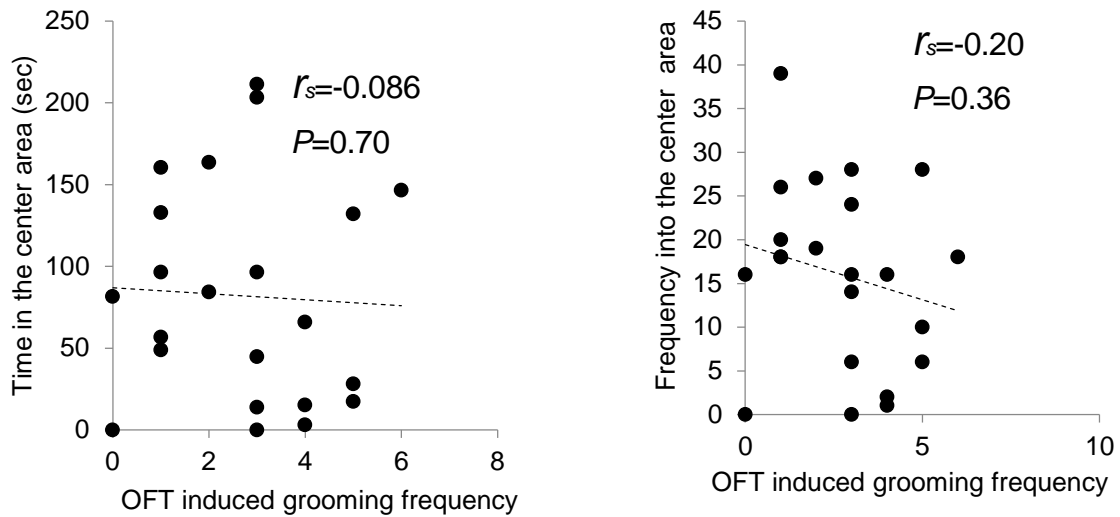 250
200
150
100
50
0
0 2 4 6 8
Time in the center area (sec)
OFT induced grooming frequency
rs=-0.086
P=0.70
45
40
35
30
25
20
15
10
5
0
0 5 10
Frequency into the center area
OFT induced grooming frequency
rs=-0.20
P=0.36